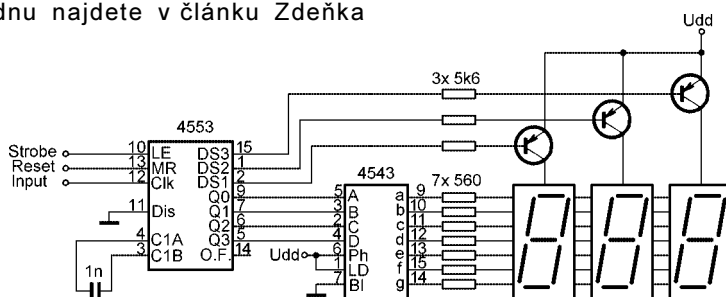 dnu najdete v článku Zdeňka
Udd
3x 5k6
4553
Strobe 10 LE DS3 15
Reset 13 MR DS2 1
Input 12 Clk DS1 2
Q0 9
11 Dis Q1 7
Q2 6
4 C1A Q3 5
3 C1B O.F. 14
1n
4543
7x 560
5 A a 9
3 B b 10
2 C c 11
4 D d 12
Udd 6 Ph e 13
1 LD f 15
7 BI g 14